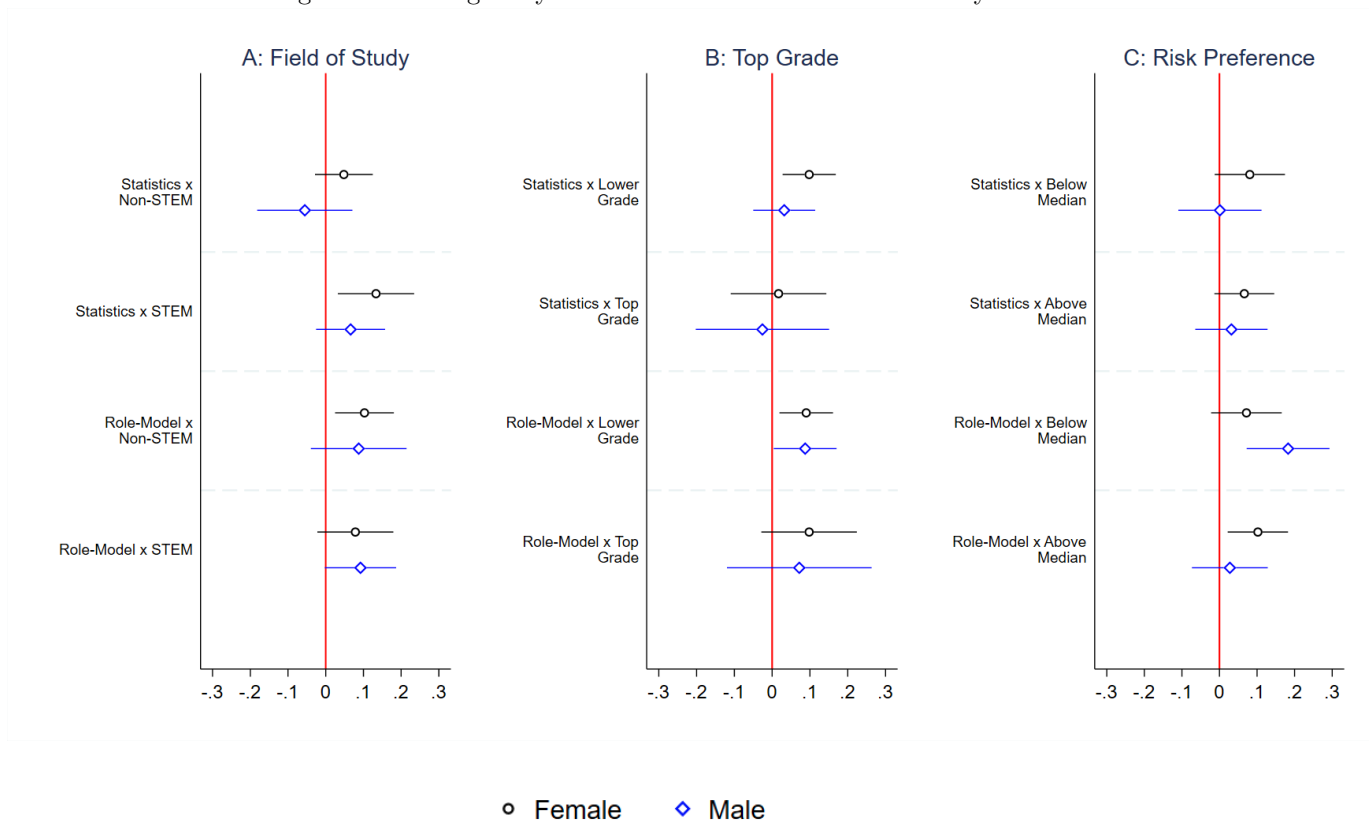 A: Field of Study
Statistics x
Non-STEM
Statistics x STEM
Role-Model x
Non-STEM
Role-Model x STEM
-.3 -.2 -.1 0 .1 .2 .3
B: Top Grade
Statistics x Lower
Grade
Statistics x Top
Grade
Role-Model x Lower
Grade
Role-Model x Top
Grade
-.3 -.2 -.1 0 .1 .2 .3
C: Risk Preference
Statistics x Below
Median
Statistics x Above
Median
Role-Model x Below
Median
Role-Model x Above
Median
-.3 -.2 -.1 0 .1 .2 .3
Female Male